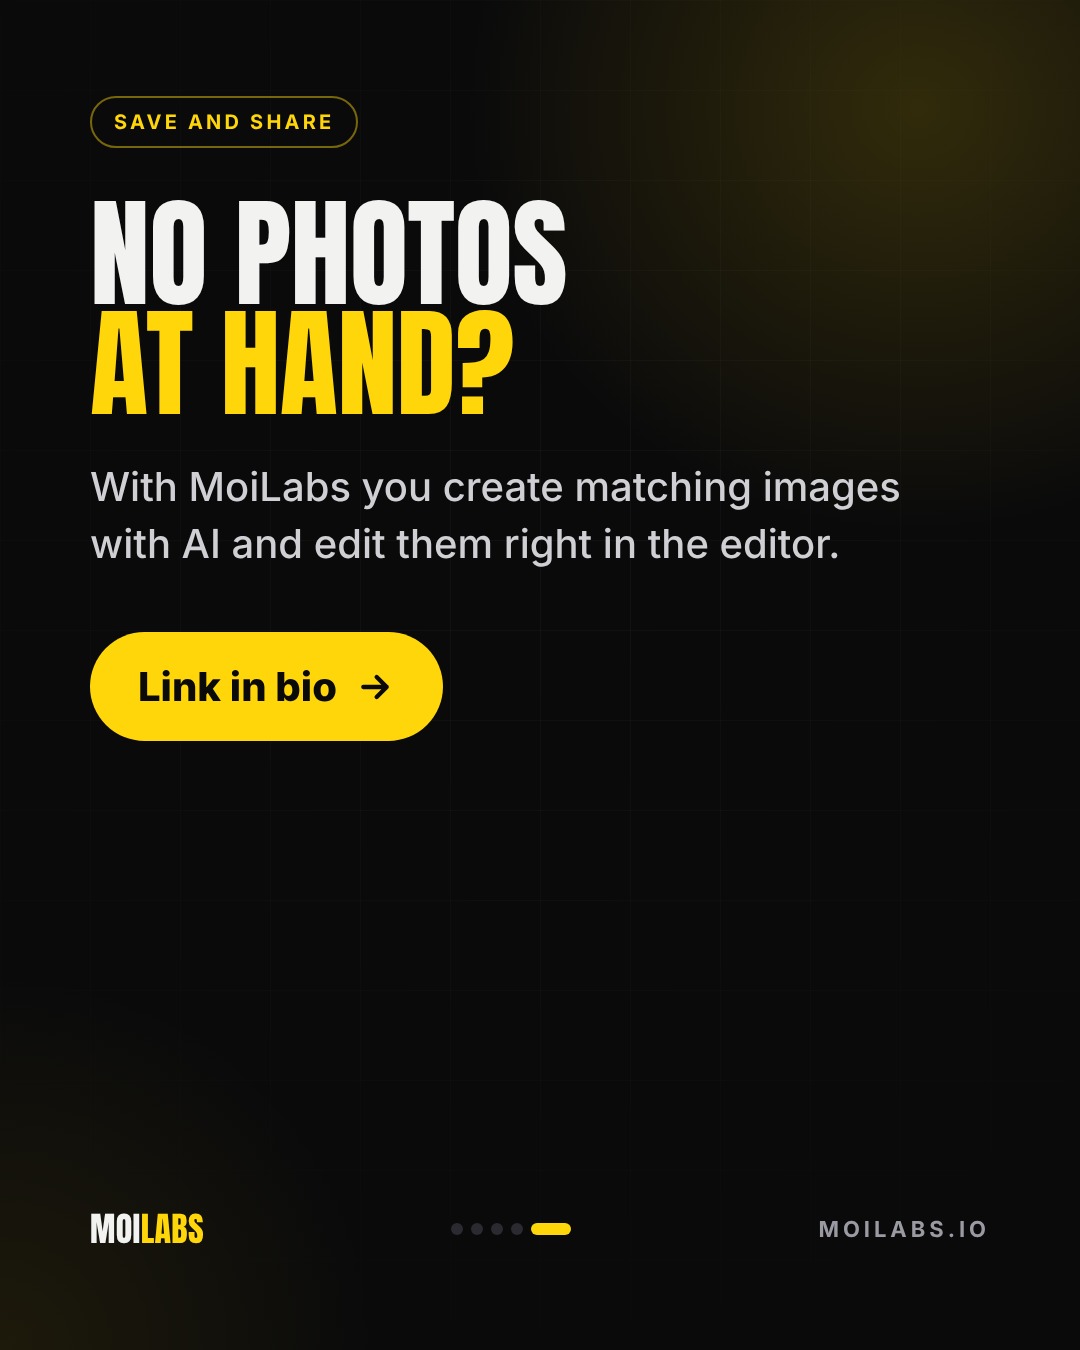 SAVE AND SHARE
NO PHOTOS
AT HAND?
With MoiLabs you create matching images
with AI and edit them right in the editor.
Link in bio →
MOILABS
MOILABS.IO